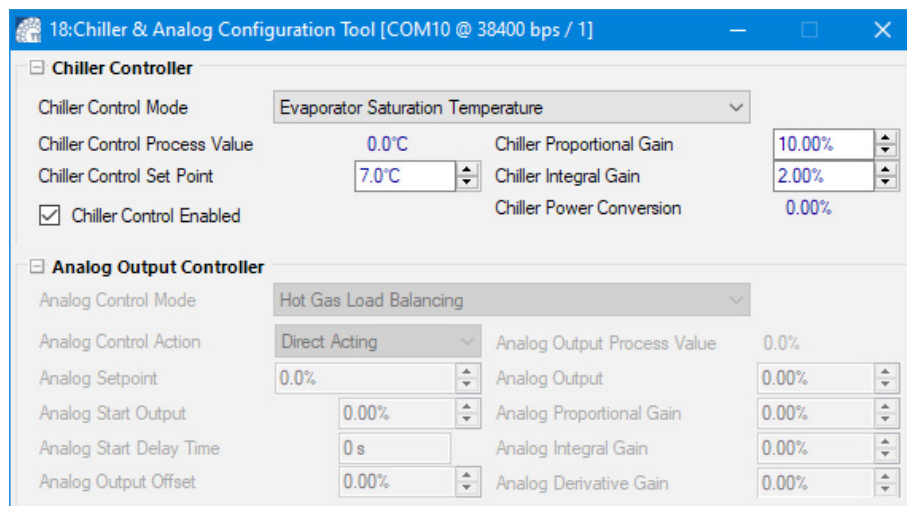 18:Chiller & Analog Configuration Tool [COM10 @ 38400 bps / 1]
Chiller Controller
Chiller Control Mode Evaporator Saturation Temperature
Chiller Control Process Value 0.0°C Chiller Proportional Gain 10.00%
Chiller Control Set Point 7.0°C Chiller Integral Gain 2.00%
Chiller Control Enabled Chiller Power Conversion 0.00%
Analog Output Controller
Analog Control Mode Hot Gas Load Balancing
Analog Control Action Direct Acting Analog Output Process Value 0.0%
Analog Setpoint 0.0% Analog Output 0.00%
Analog Start Output 0.00% Analog Proportional Gain 0.00%
Analog Start Delay Time 0 s Analog Integral Gain 0.00%
Analog Output Offset 0.00% Analog Derivative Gain 0.00%